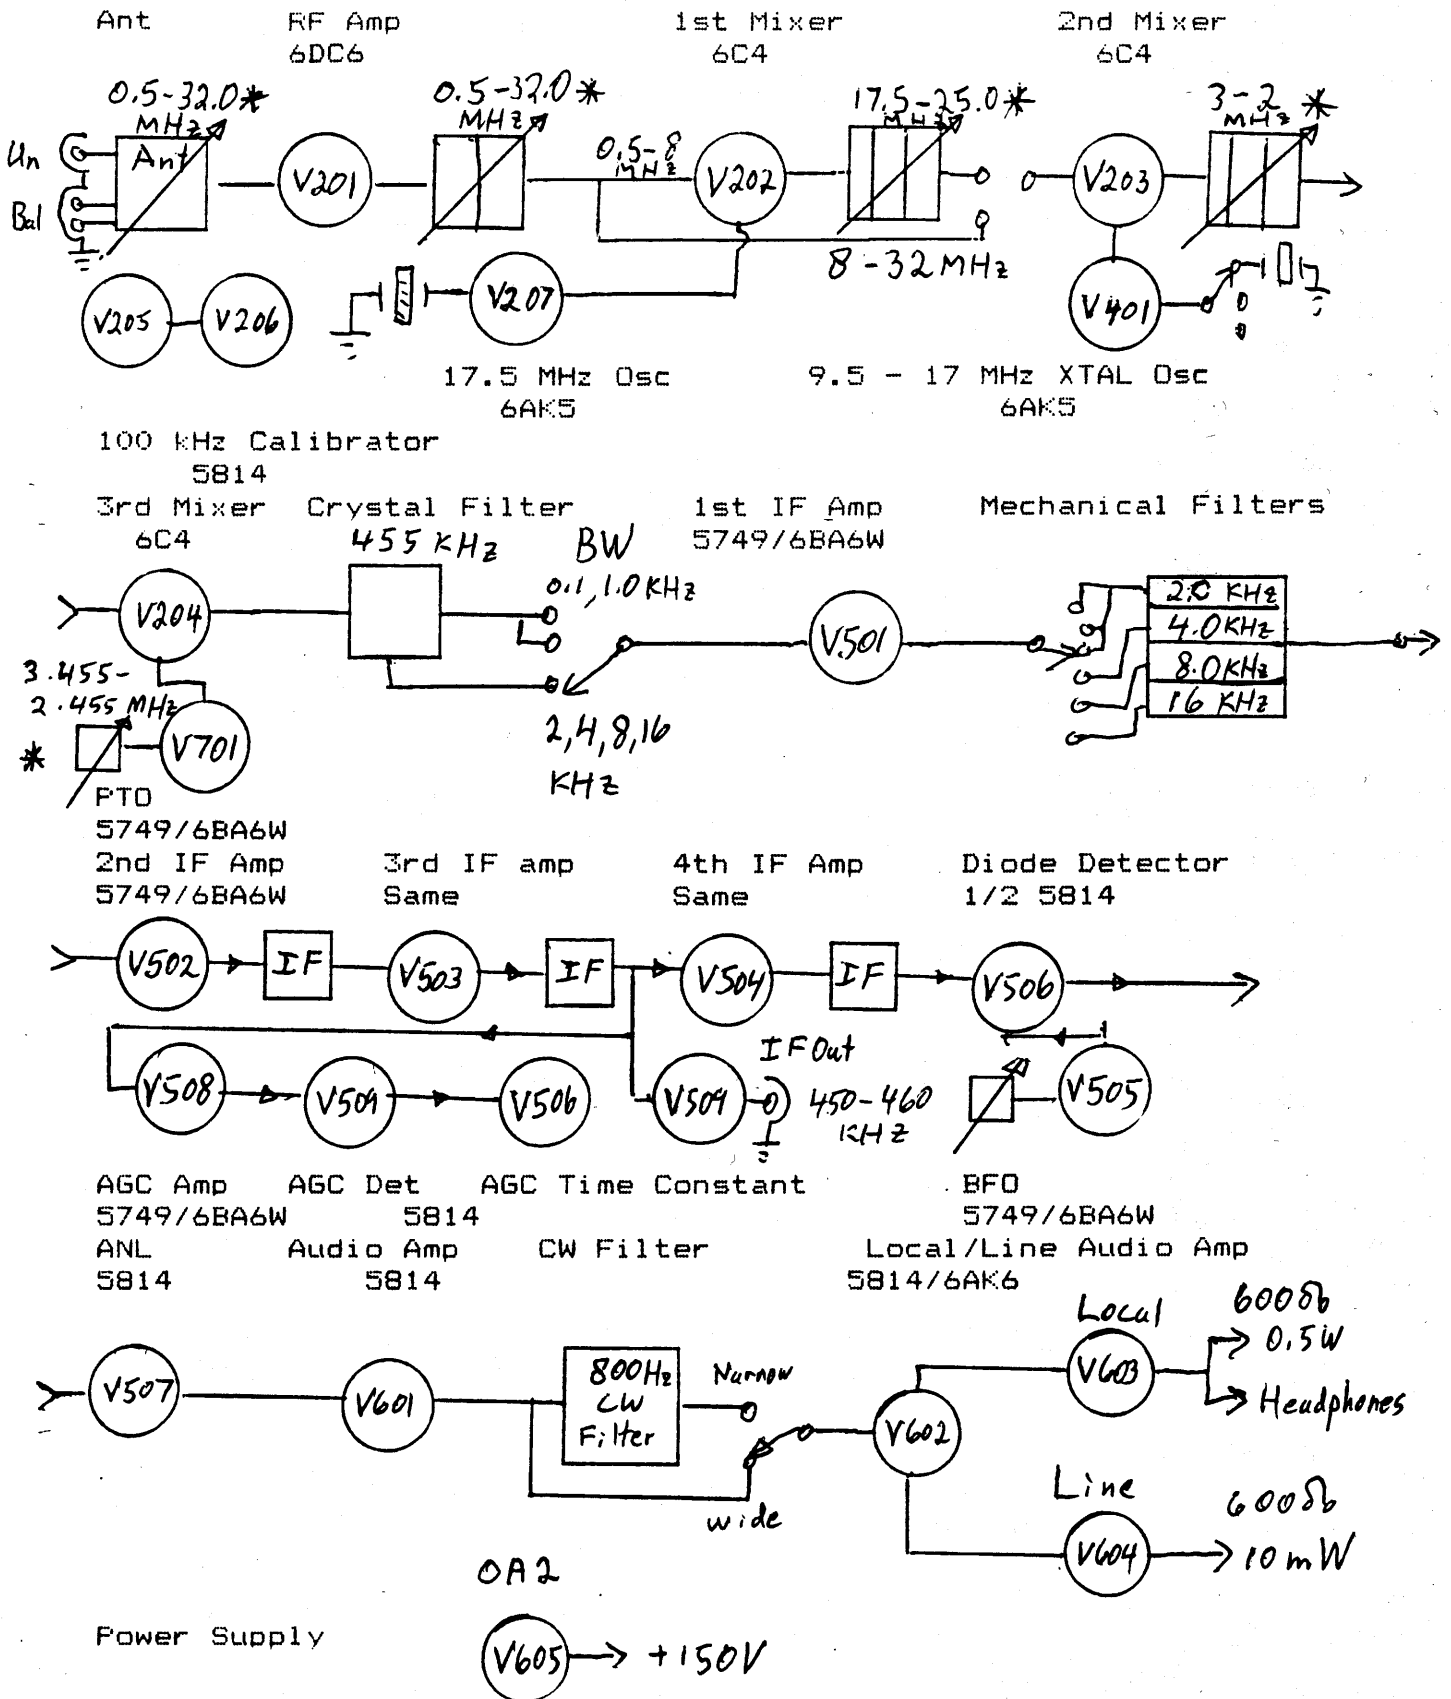 Ant RF Amp 1st Mixer 2nd Mixer
6DC6 6C4 6C4
0.5-32.0* 0.5-32.0* 17.5-25.0* 3-2 *
MHz MHz MHz MHz
Un Ant V201 0.5-8 MHz V202 V203
Bal
8-32 MHz
V205 V206 V207 V401
17.5 MHz Osc 9.5 - 17 MHz XTAL Osc
6AK5 6AK5
100 kHz Calibrator
5814
3rd Mixer Crystal Filter 1st IF Amp Mechanical Filters
6C4 455 KHz BW 5749/6BA6W
0.1, 1.0 KHz
V204 V501
2.0 KHz
4.0 KHz
8.0 KHz
16 KHz
3.455-
2.455 MHz
* V701
2,4,8,16
KHz
PTO
5749/6BA6W
2nd IF Amp 3rd IF amp 4th IF Amp Diode Detector
5749/6BA6W Same Same 1/2 5814
V502 IF V503 IF V504 IF V506
IF Out
V508 V509 V506 V509 450-460 V505
KHz
AGC Amp AGC Det AGC Time Constant BFO
5749/6BA6W 5814 5749/6BA6W
ANL Audio Amp CW Filter Local/Line Audio Amp
5814 5814 5814/6AK6
Local 600
0.5W
V507 V601 800Hz Narrow V603
CW
Filter V602 Headphones
wide
Line 600
V604 10 mW
OA2
Power Supply V605 +150V